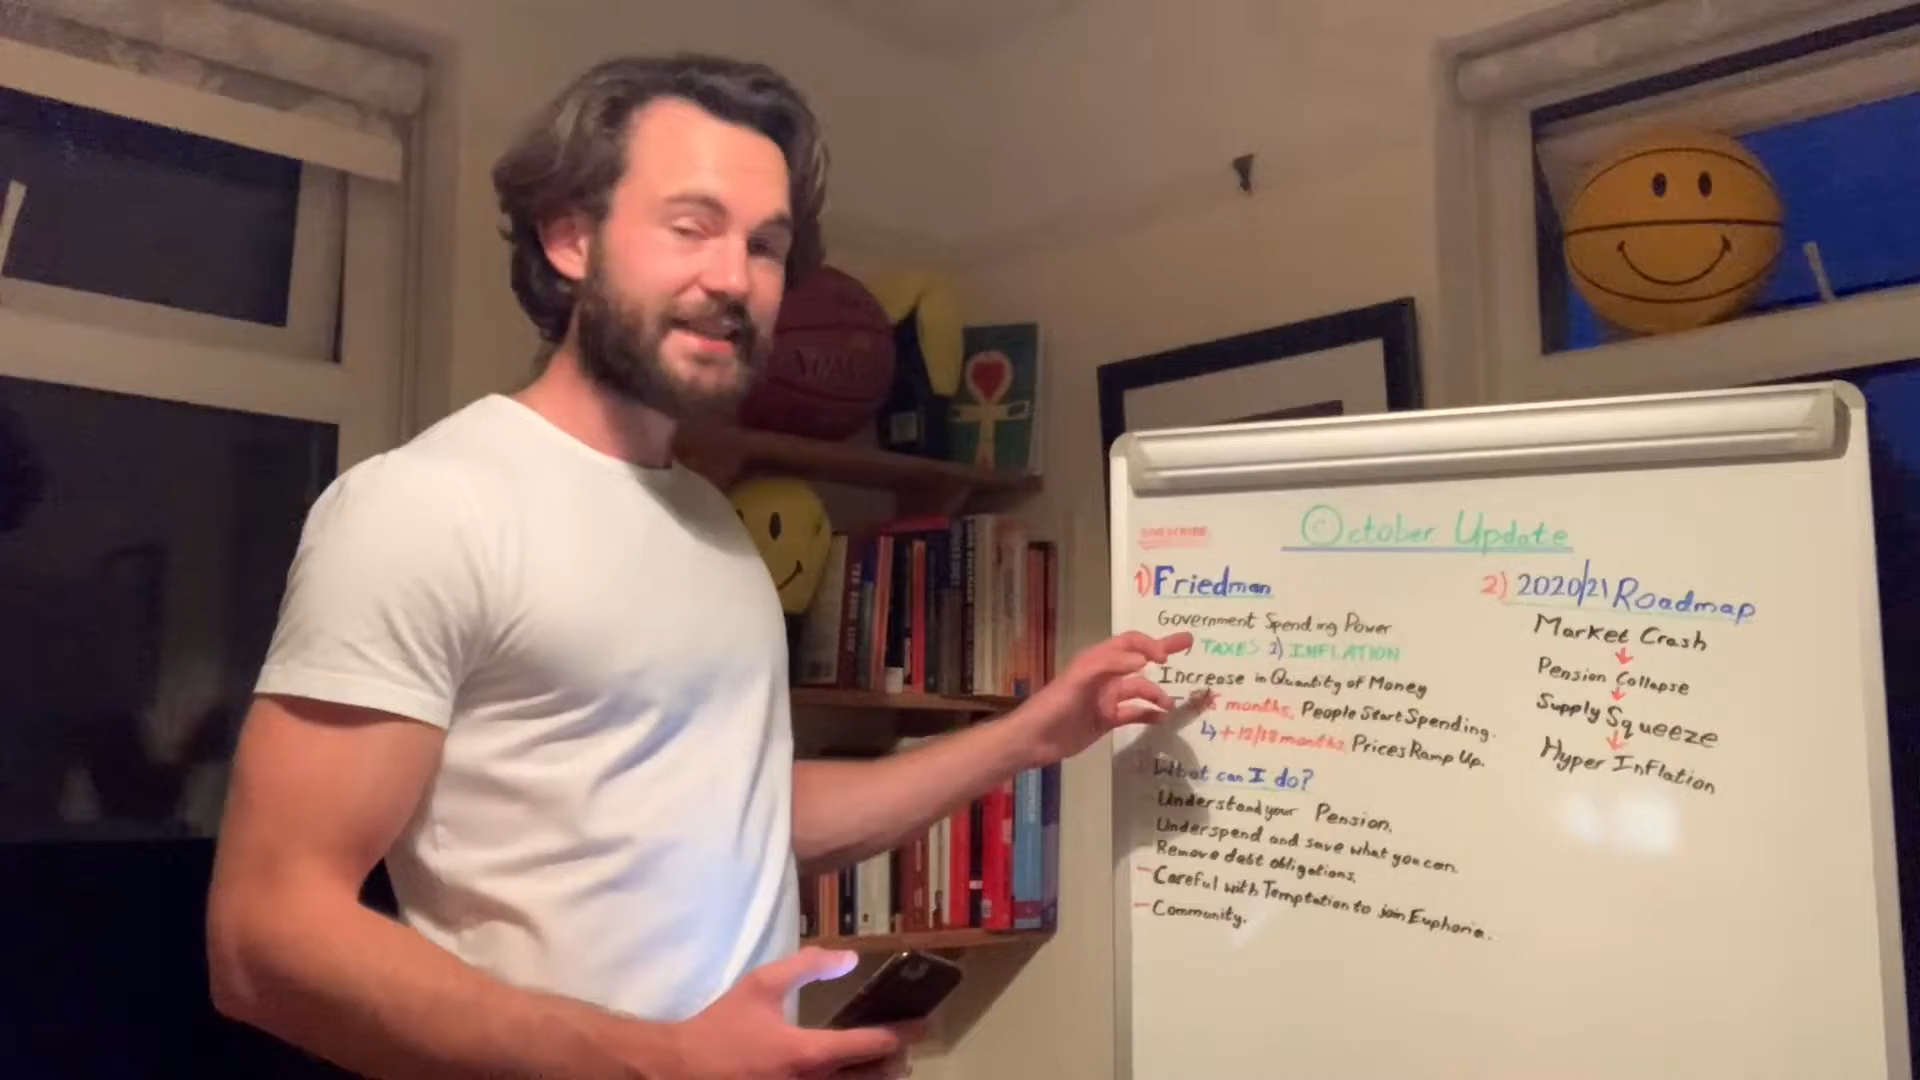 SUBSCRIBE
October Update
1) Friedman
Government Spending Power
TAXES 2) INFLATION
Increase in Quantity of Money
months, People Start Spending.
↳ + 12/18 months, Prices Ramp Up.
What can I do?
Understand your Pension.
Underspend and save what you can.
Remove debt obligations.
- Careful with Temptation to join Euphoria.
- Community.
2) 2020/21 Roadmap
Market Crash
↓
Pension Collapse
↓
Supply Squeeze
↓
Hyper Inflation